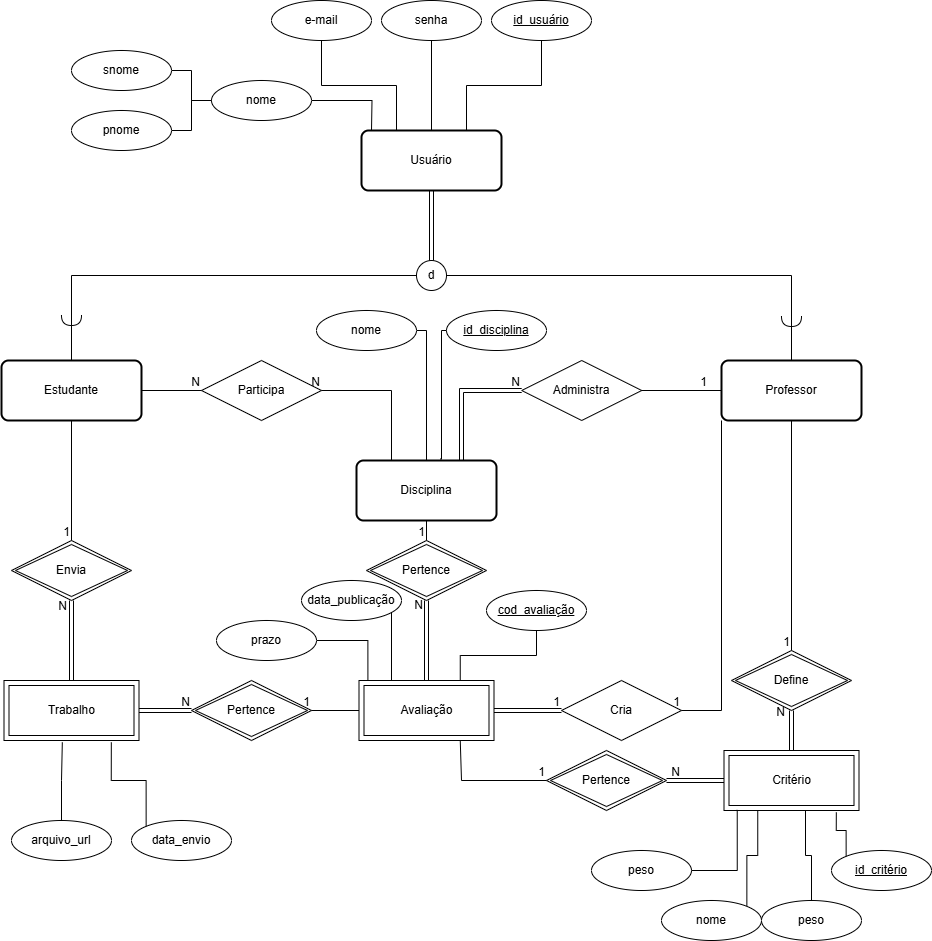 e-mail
senha
id_usuário
snome
nome
pnome
Usuário
d
nome
id_disciplina
Estudante
N
Participa
N
N
Administra
1
Professor
Disciplina
1
1
Envia
Pertence
N
data_publicação
N
cod_avaliação
prazo
1
Define
Trabalho
N
Pertence
1
Avaliação
1
Cria
1
N
1
Pertence
N
Critério
arquivo_url
data_envio
peso
id_critério
nome
peso